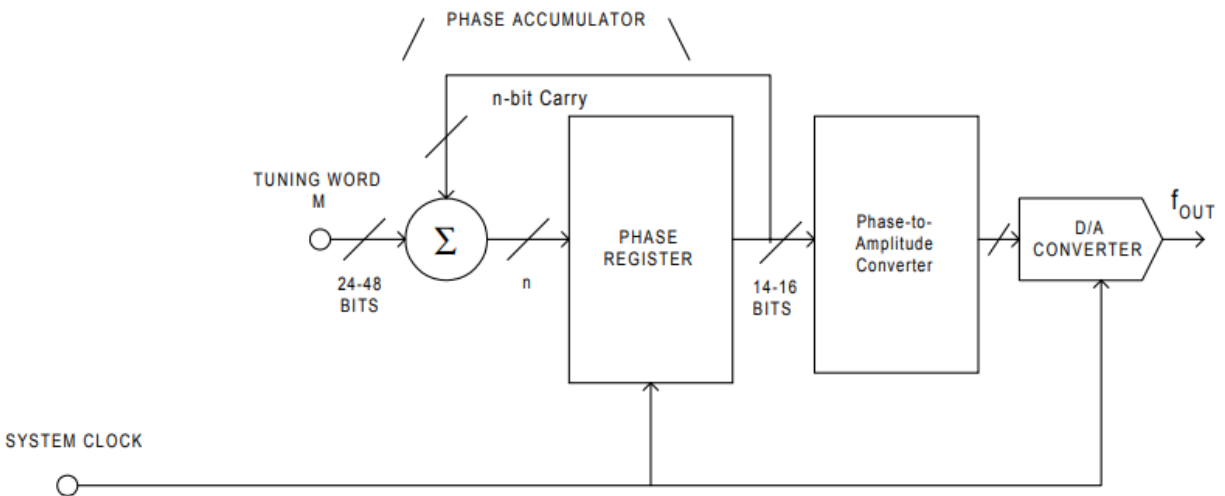 PHASE ACCUMULATOR
n-bit Carry
TUNING WORD
M
Σ
24-48
BITS
n
PHASE
REGISTER
14-16
BITS
Phase-to-
Amplitude
Converter
D/A
CONVERTER
fOUT
SYSTEM CLOCK